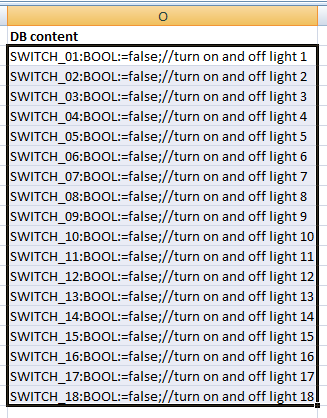 O
DB content
SWITCH_01:BOOL:=false;//turn on and off light 1
SWITCH_02:BOOL:=false;//turn on and off light 2
SWITCH_03:BOOL:=false;//turn on and off light 3
SWITCH_04:BOOL:=false;//turn on and off light 4
SWITCH_05:BOOL:=false;//turn on and off light 5
SWITCH_06:BOOL:=false;//turn on and off light 6
SWITCH_07:BOOL:=false;//turn on and off light 7
SWITCH_08:BOOL:=false;//turn on and off light 8
SWITCH_09:BOOL:=false;//turn on and off light 9
SWITCH_10:BOOL:=false;//turn on and off light 10
SWITCH_11:BOOL:=false;//turn on and off light 11
SWITCH_12:BOOL:=false;//turn on and off light 12
SWITCH_13:BOOL:=false;//turn on and off light 13
SWITCH_14:BOOL:=false;//turn on and off light 14
SWITCH_15:BOOL:=false;//turn on and off light 15
SWITCH_16:BOOL:=false;//turn on and off light 16
SWITCH_17:BOOL:=false;//turn on and off light 17
SWITCH_18:BOOL:=false;//turn on and off light 18